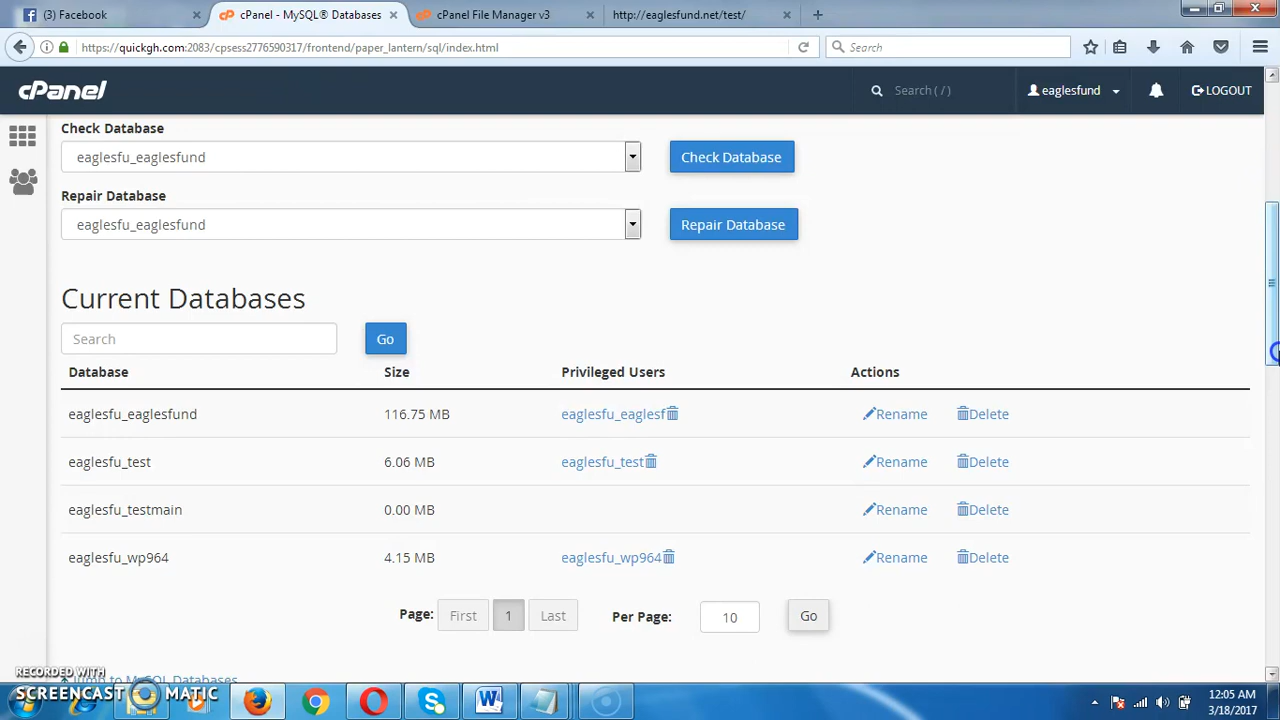 (3) Facebook
cPanel - MySQL® Databases
cPanel File Manager v3
http://eaglesfund.net/test/
https://quickgh.com:2083/cpsess2776590317/frontend/paper_lantern/sql/index.html
Search
cPanel
Search ( / )
eaglesfund
LOGOUT
Check Database
eaglesfu_eaglesfund
Check Database
Repair Database
eaglesfu_eaglesfund
Repair Database
Current Databases
Search
Go
Database Size Privileged Users Actions
eaglesfu_eaglesfund 116.75 MB eaglesfu_eaglesf Rename Delete
eaglesfu_test 6.06 MB eaglesfu_test Rename Delete
eaglesfu_testmain 0.00 MB Rename Delete
eaglesfu_wp964 4.15 MB eaglesfu_wp964 Rename Delete
Page: First 1 Last Per Page: 10 Go
Jump to MySQL Databases
RECORDED WITH
SCREENCAST MATIC
12:05 AM
3/18/2017